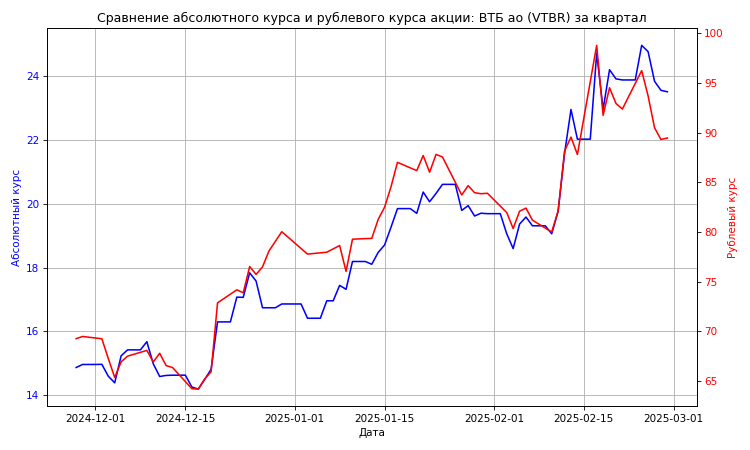 Сравнение абсолютного курса и рублевого курса акции: ВТБ ао (VTBR) за квартал
100
95
90
85
80
75
70
65
24
22
20
18
16
14
Абсолютный курс
Рублевый курс
2024-12-01 2024-12-15 2025-01-01 2025-01-15 2025-02-01 2025-02-15 2025-03-01
Дата